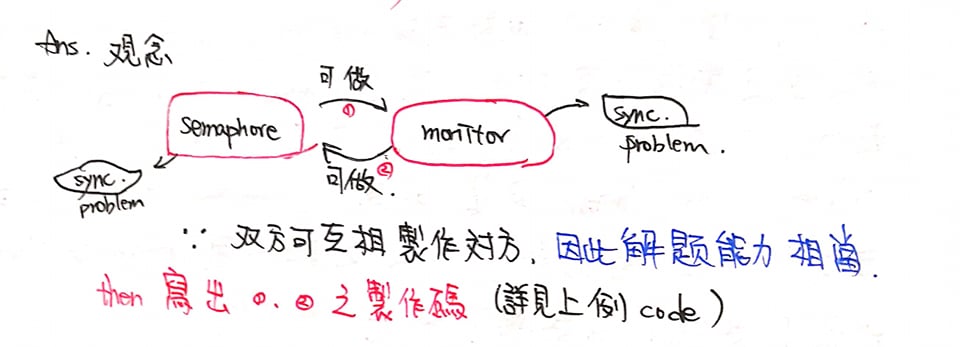 Ans. 观念
可做
①
semaphore
monitor
sync.
problem.
②
可做.
sync.
problem
∵ 双方可互相製作对方, 因此解题能力相當.
then 寫出 ①. ② 之製作碼 (詳見上例 code)